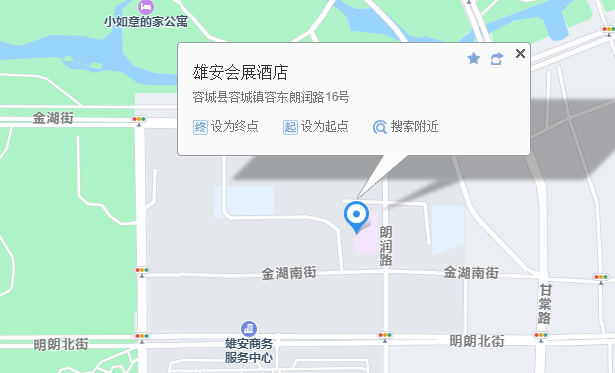 小如意的家公寓
雄安会展酒店
容城县容城镇容东朗润路16号
终 设为终点 起 设为起点 搜索附近
金湖街
朗润路
金湖南街
金湖南街
甘棠路
明朗北街
雄安商务
服务中心
明朗北街